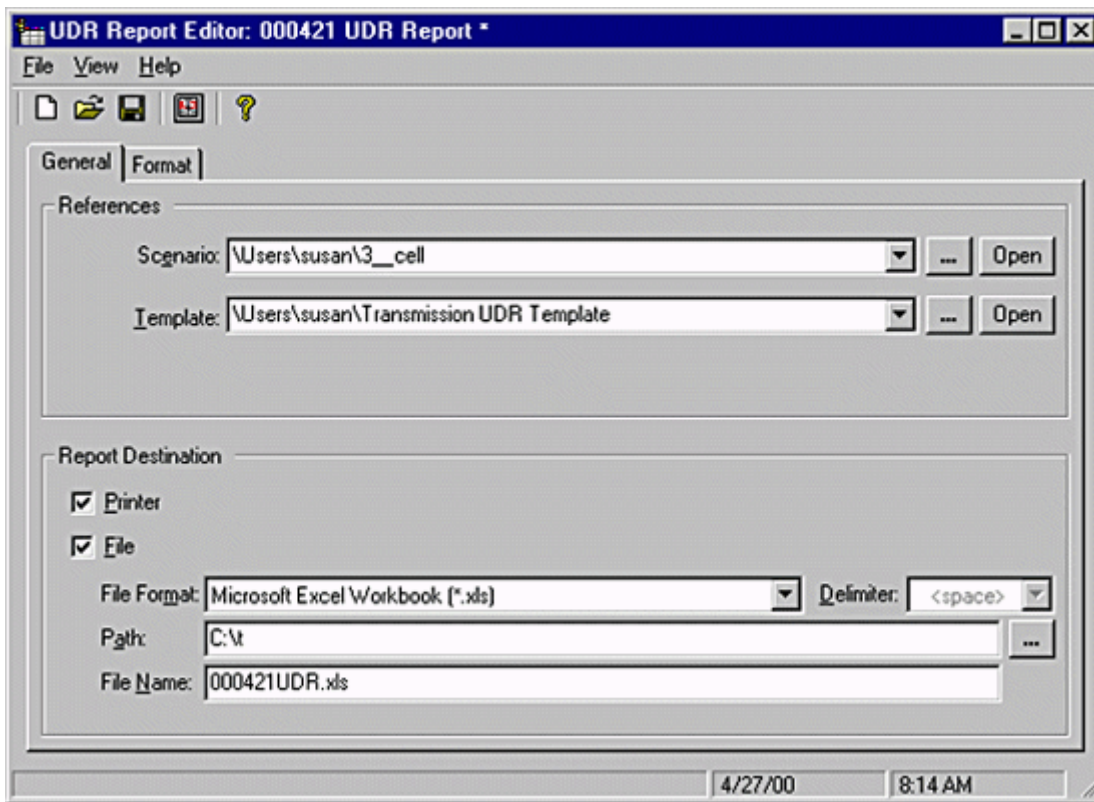 UDR Report Editor: 000421 UDR Report *
File View Help
General Format
References
Scenario: \Users\susan\3__cell ... Open
Template: \Users\susan\Transmission UDR Template ... Open
Report Destination
Printer
File
File Format: Microsoft Excel Workbook (*.xls) Delimiter: <space>
Path: C:\t ...
File Name: 000421UDR.xls
4/27/00 8:14 AM